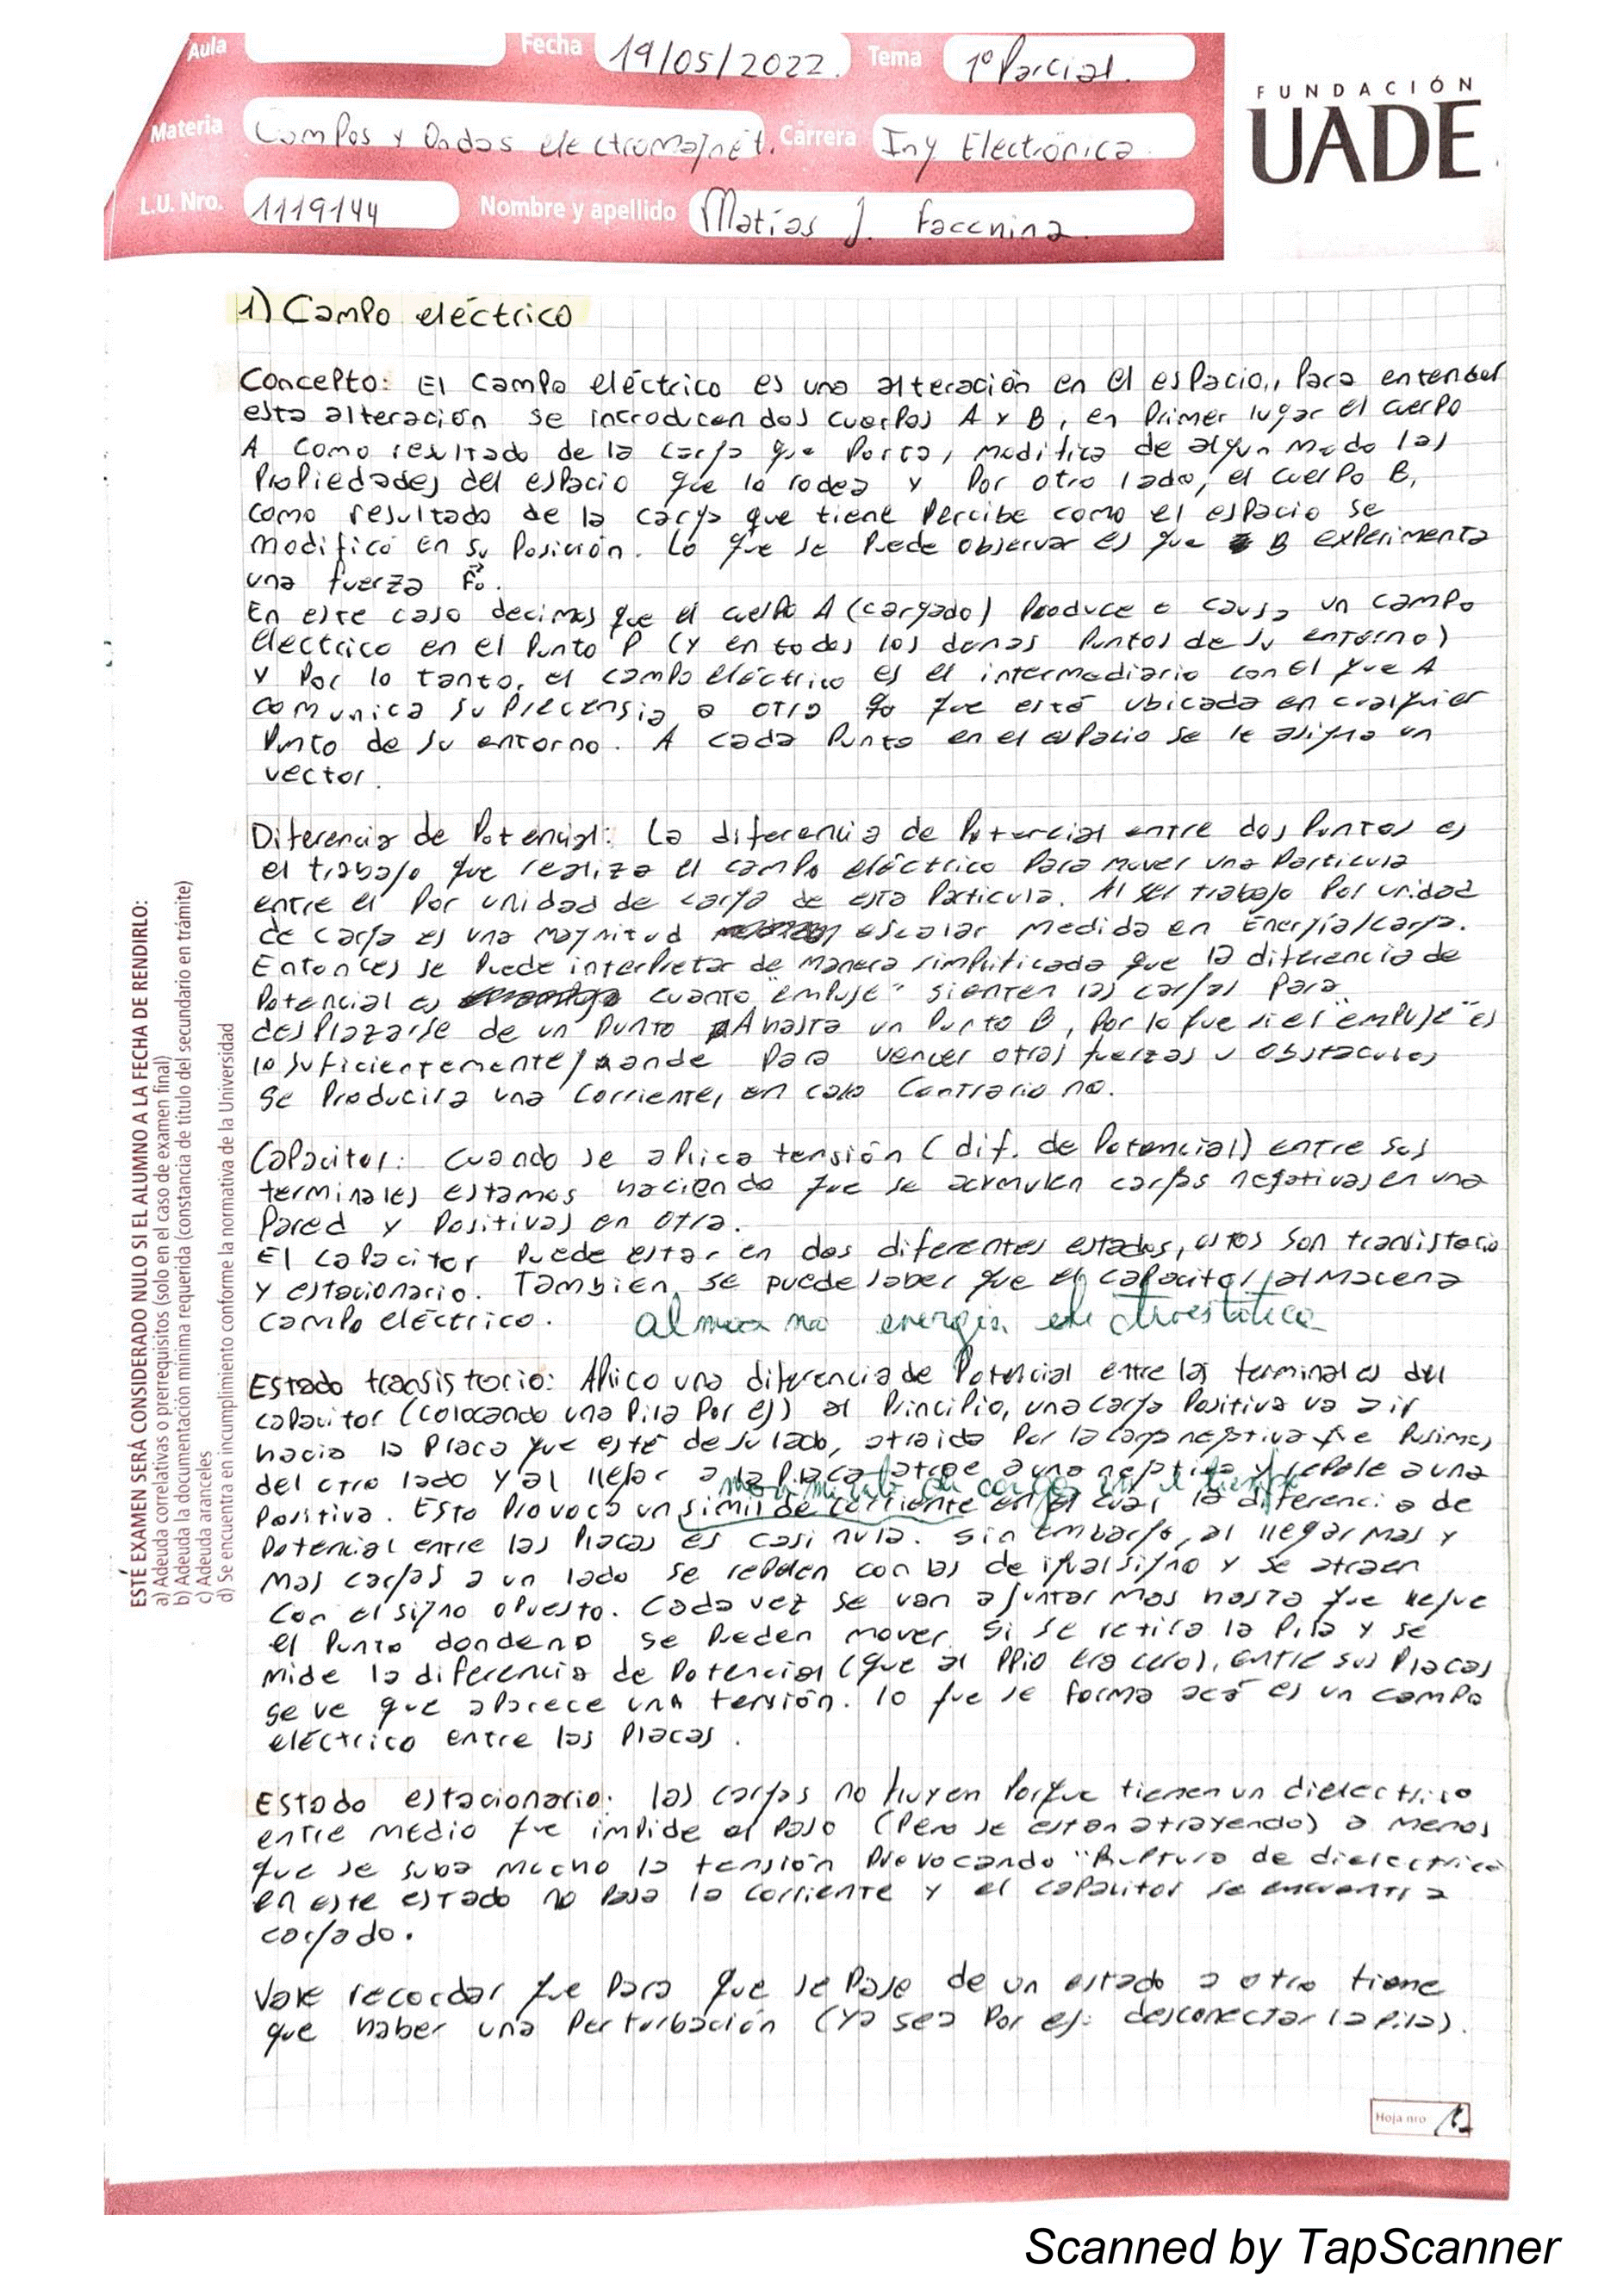 Aula
Fecha 19/05/2022. Tema 1º Parcial.
FUNDACIÓN
UADE
Materia Campos y Ondas electromagnét. Carrera Ing Electrónica.
L.U. Nro. 1119144 Nombre y apellido Matías J. Faccnina.
1) Campo eléctrico
Concepto: El campo eléctrico es una alteración en el espacio, para entender
esta alteración se introducen dos cuerpos A y B, en primer lugar el cuerpo
A como resultado de la carga que porta, modifica de algun modo las
propiedades del espacio que lo rodea y por otro lado, el cuerpo B,
como resultado de la carga que tiene percibe como el espacio se
modificó en su posición. Lo que se puede observar es que B experimenta
una fuerza F₀.
En este caso decimos que el cuerpo A (cargado) produce o causa un campo
electrico en el punto P (y en todos los demas puntos de su entorno)
y por lo tanto, el campo eléctrico es el intermediario con el que A
comunica su precensia a otra q₀ que esté ubicada en cualquier
punto de su entorno. A cada punto en el espacio se le asigna un
vector.
Diferencia de Potencial: La diferencia de potencial entre dos puntos es
el trabajo que realiza el campo eléctrico para mover una particula
entre el por unidad de carga de esta particula. Al ser trabajo por unidad
de carga es una magnitud escalar medida en Energía/carga.
Entonces se puede interpretar de manera simplificada que la diferencia de
potencial es cuanto "empuje" sienten las cargas para
desplazarse de un punto A hasta un punto B, por lo que si el "empuje" es
lo suficientemente grande para vencer otras fuerzas u obstaculos
se producira una corriente, en caso contrario no.
Capacitor: cuando se aplica tensión (dif. de potencial) entre sus
terminales estamos haciendo que se acumulen cargas negativas en una
pared y positivas en otra.
El capacitor puede estar en dos diferentes estados, estos son transistorio
y estacionario. También se puede saber que el capacitor almacena
campo eléctrico. almacena energía electrostática
Estado transistorio: Aplico una diferencia de potencial entre las terminales del
capacitor (colocando una pila por ej) al principio, una carga positiva va a ir
hacia la placa que esté de su lado, atraida por la carga negativa que pusimos
del otro lado y al llegar a la placa atrae a una negativa y repele a una
movimiento de cargas en el tiempo
positiva. Esto provoca un simil de corriente en el cual la diferencia de
potencial entre las placas es casi nula. Sin embargo, al llegar mas y
mas cargas a un lado se repelen con las de igual signo y se atraen
con el signo opuesto. Cada vez se van a juntar mas hasta que llegue
el punto donde no se pueden mover. Si se retira la pila y se
mide la diferencia de potencial (que al ppio era cero), entre sus placas
se ve que aparece una tensión. lo que se forma acá es un campo
eléctrico entre las placas.
Estado estacionario: las cargas no fluyen porque tienen un dielectrico
entre medio que impide el paso (Pero se estan atrayendo) a menos
que se suba mucho la tensión provocando "Ruptura de dielectrico
en este estado no pasa la corriente y el capacitor se encuentra
cargado.
Vale recordar que para que se pase de un estado a otro tiene
que haber una perturbación (ya sea por ej: desconectar la pila).
ESTE EXAMEN SERÁ CONSIDERADO NULO SI EL ALUMNO A LA FECHA DE RENDIRLO:
a) Adeuda correlativas o prerrequisitos (solo en el caso de examen final)
b) Adeuda la documentación mínima requerida (constancia de título del secundario en trámite)
c) Adeuda aranceles
d) Se encuentra en incumplimiento conforme la normativa de la Universidad
Hoja nro 1
Scanned by TapScanner